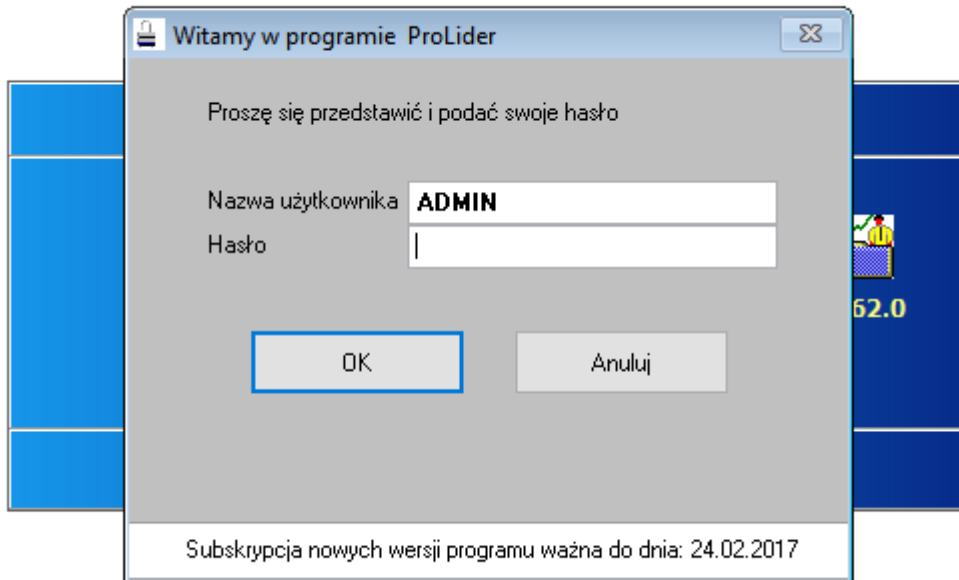 Witamy w programie ProLider
Proszę się przedstawić i podać swoje hasło
Nazwa użytkownika ADMIN
Hasło
62.0
OK Anuluj
Subskrypcja nowych wersji programu ważna do dnia: 24.02.2017